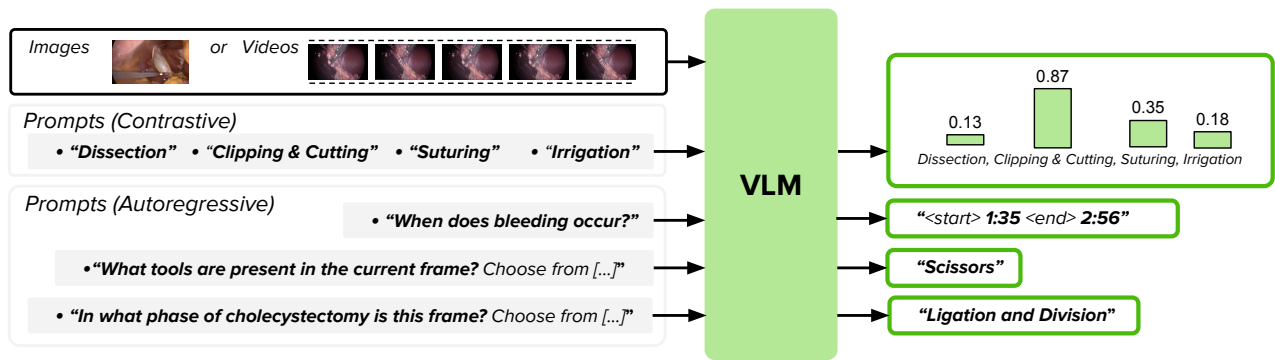 Images or Videos
Prompts (Contrastive)
• “Dissection” • “Clipping & Cutting” • “Suturing” • “Irrigation”
Prompts (Autoregressive)
• “When does bleeding occur?”
•“What tools are present in the current frame? Choose from [...]”
• “In what phase of cholecystectomy is this frame? Choose from [...]”
VLM
0.13 0.87 0.35 0.18
Dissection, Clipping & Cutting, Suturing, Irrigation
“<start> 1:35 <end> 2:56”
“Scissors”
“Ligation and Division”